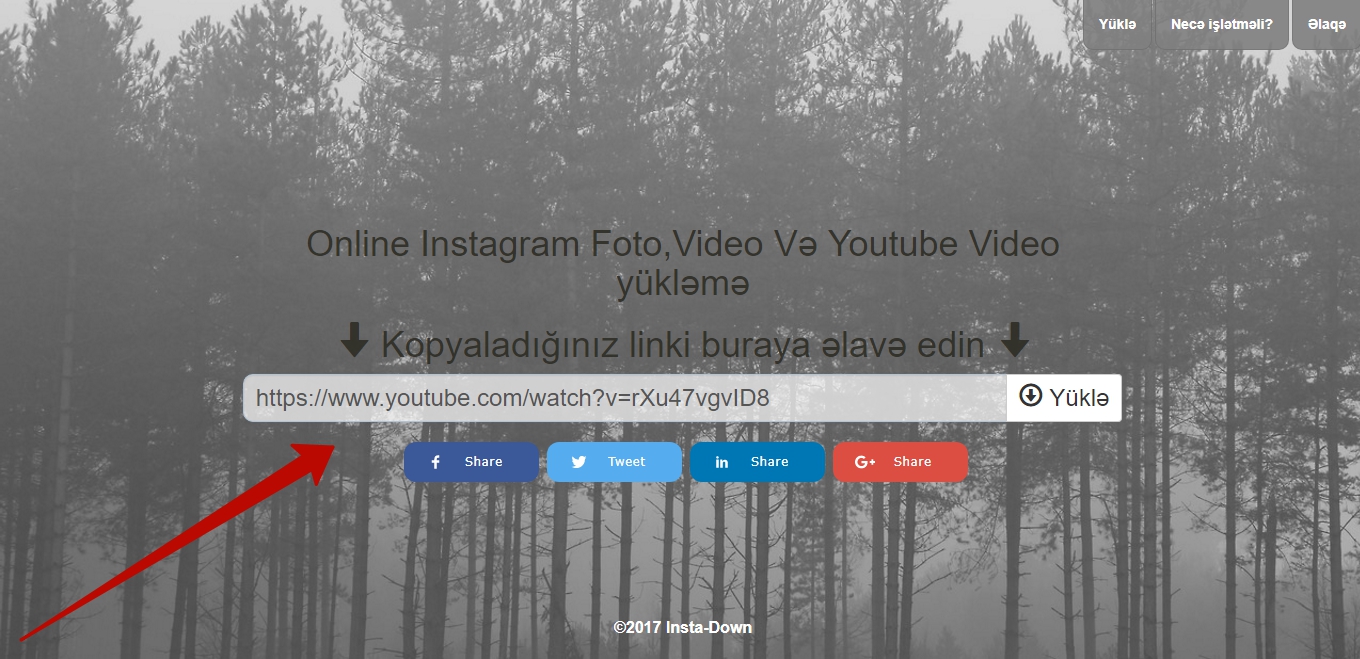 Yüklə
Necə işlətməli?
Əlaqə
Online Instagram Foto,Video Və Youtube Video
yükləmə
Kopyaladığınız linki buraya əlavə edin
https://www.youtube.com/watch?v=rXu47vgvID8
Yüklə
Share
Tweet
Share
Share
©2017 Insta-Down